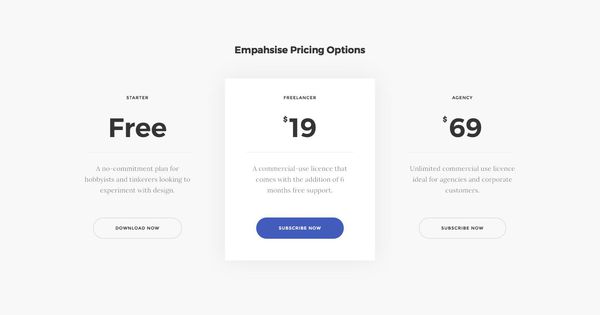 Empahsise Pricing Options
STARTER
Free
A no-commitment plan for
hobbyists and tinkerers looking to
experiment with design.
DOWNLOAD NOW
FREELANCER
$19
A commercial-use licence that
comes with the addition of 6
months free support.
SUBSCRIBE NOW
AGENCY
$69
Unlimited commercial use licence
ideal for agencies and corporate
customers.
SUBSCRIBE NOW